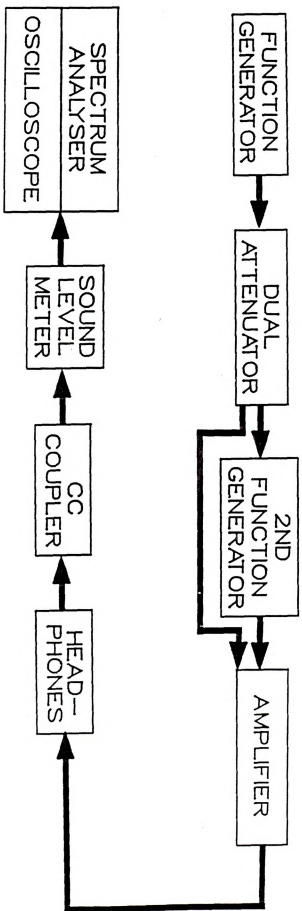 FUNCTION
GENERATOR
DUAL
ATTENUATOR
2ND
FUNCTION
GENERATOR
AMPLIFIER
HEAD-
PHONES
CC
COUPLER
SOUND
LEVEL
METER
SPECTRUM
ANALYSER
OSCILLOSCOPE